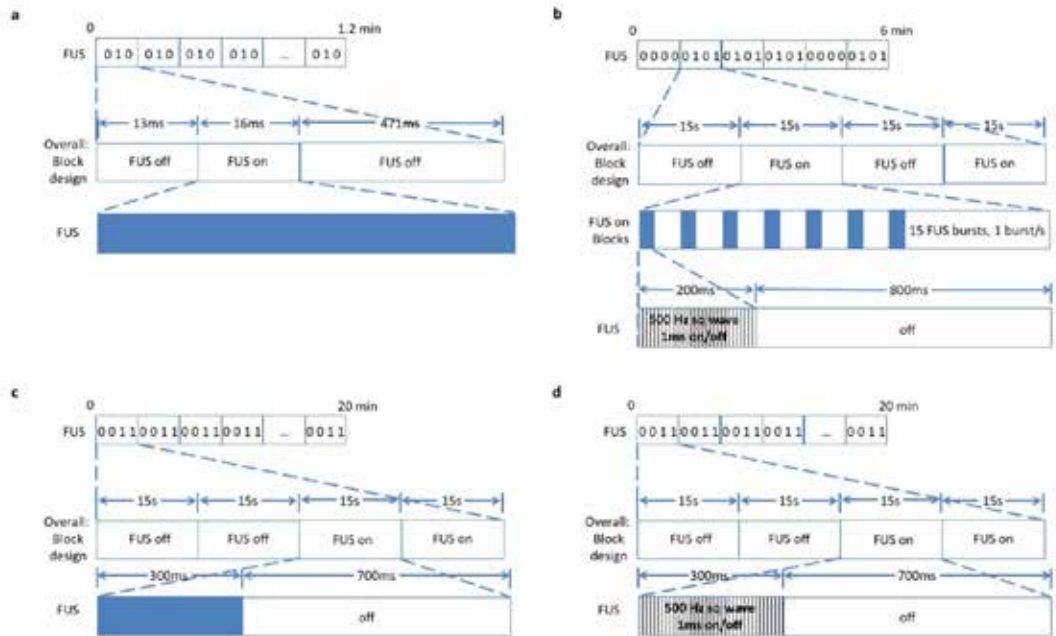 a
0 1.2 min
FUS 0 1 0 0 1 0 0 1 0 0 1 0 ... 0 1 0
13ms 16ms 471ms
Overall:
Block
design
FUS off FUS on FUS off
FUS
b
0 6 min
FUS 0 0 0 0 0 1 0 1 0 1 0 1 0 1 0 1 0 0 0 0 0 1 0 1
15s 15s 15s 15s
Overall:
Block
design
FUS off FUS on FUS off FUS on
FUS on
Blocks
15 FUS bursts, 1 burst/s
200ms 800ms
FUS
500 Hz sq wave
1ms on/off
off
c
0 20 min
FUS 0 0 1 1 0 0 1 1 0 0 1 1 0 0 1 1 ... 0 0 1 1
15s 15s 15s 15s
Overall:
Block
design
FUS off FUS off FUS on FUS on
300ms 700ms
FUS off
d
0 20 min
FUS 0 0 1 1 0 0 1 1 0 0 1 1 0 0 1 1 ... 0 0 1 1
15s 15s 15s 15s
Overall:
Block
design
FUS off FUS off FUS on FUS on
300ms 700ms
FUS
500 Hz sq wave
1ms on/off
off